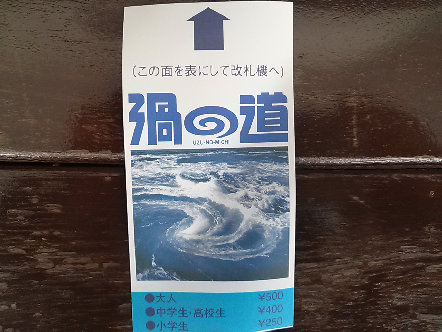 (この面を表にして改札機へ)
渦の道
UZU-NO-MICHI
●大人 ¥500
●中学生・高校生 ¥400
●小学生 ¥250